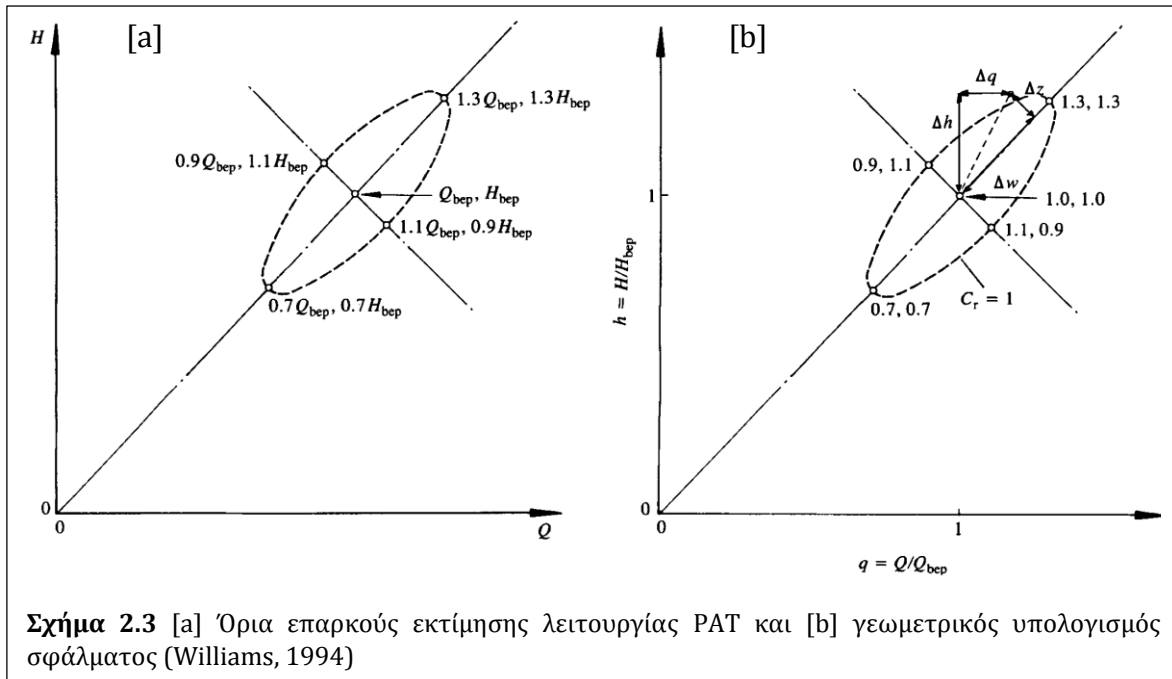 [a]
H
1.3Q_bep, 1.3H_bep
0.9Q_bep, 1.1H_bep
Q_bep, H_bep
1.1Q_bep, 0.9H_bep
0.7Q_bep, 0.7H_bep
0
0
Q
[b]
Δq
Δz
1.3, 1.3
Δh
0.9, 1.1
Δw
1
1.0, 1.0
1.1, 0.9
h = H/H_bep
C_r = 1
0.7, 0.7
0
0
1
q = Q/Q_bep
Σχήμα 2.3 [a] Όρια επαρκούς εκτίμησης λειτουργίας PAT και [b] γεωμετρικός υπολογισμός
σφάλματος (Williams, 1994)